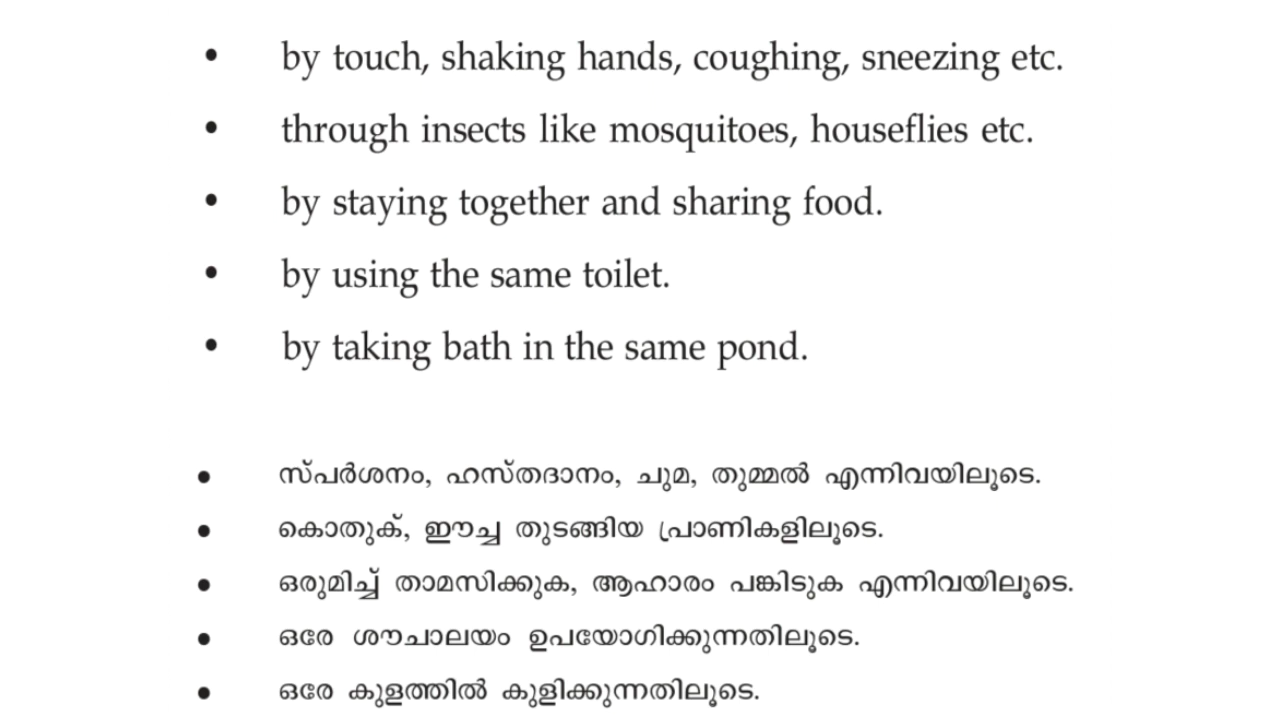 • by touch, shaking hands, coughing, sneezing etc.
• through insects like mosquitoes, houseflies etc.
• by staying together and sharing food.
• by using the same toilet.
• by taking bath in the same pond.
• സ്പർശനം, ഹസ്തദാനം, ചുമ, തുമ്മൽ എന്നിവയിലൂടെ.
• കൊതുക്, ഈച്ച തുടങ്ങിയ പ്രാണികളിലൂടെ.
• ഒരുമിച്ച് താമസിക്കുക, ആഹാരം പങ്കിടുക എന്നിവയിലൂടെ.
• ഒരേ ശൗചാലയം ഉപയോഗിക്കുന്നതിലൂടെ.
• ഒരേ കുളത്തിൽ കുളിക്കുന്നതിലൂടെ.